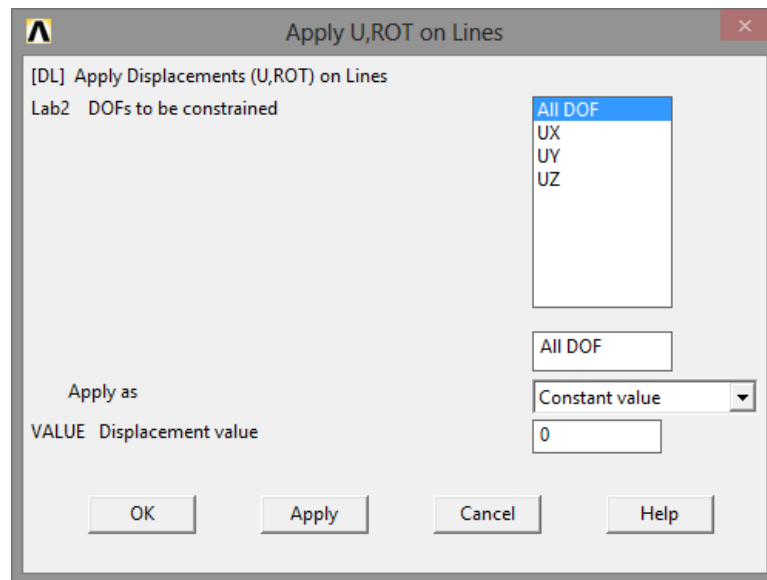 Apply U,ROT on Lines
[DL] Apply Displacements (U,ROT) on Lines
Lab2 DOFs to be constrained
All DOF
UX
UY
UZ
All DOF
Apply as
Constant value
VALUE Displacement value
0
OK
Apply
Cancel
Help